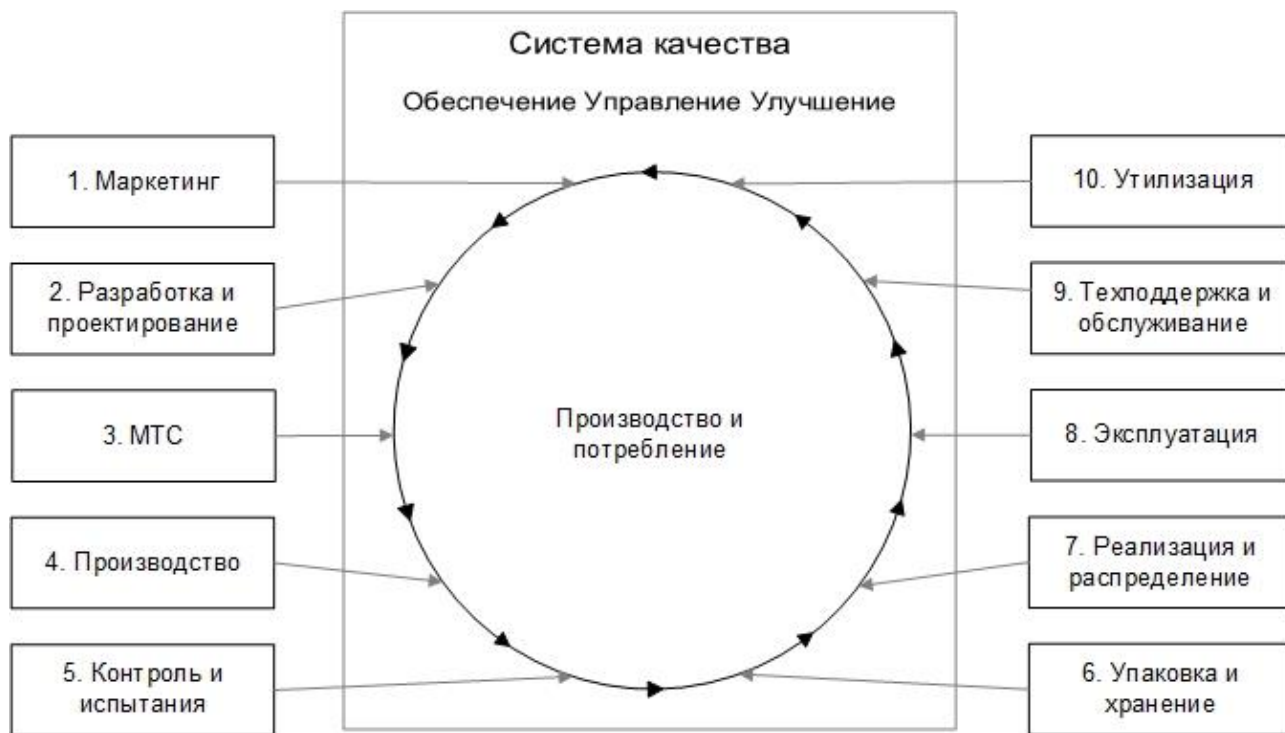 Система качества
Обеспечение Управление Улучшение
1. Маркетинг
2. Разработка и
проектирование
3. МТС
4. Производство
5. Контроль и
испытания
Производство и
потребление
10. Утилизация
9. Техподдержка и
обслуживание
8. Эксплуатация
7. Реализация и
распределение
6. Упаковка и
хранение